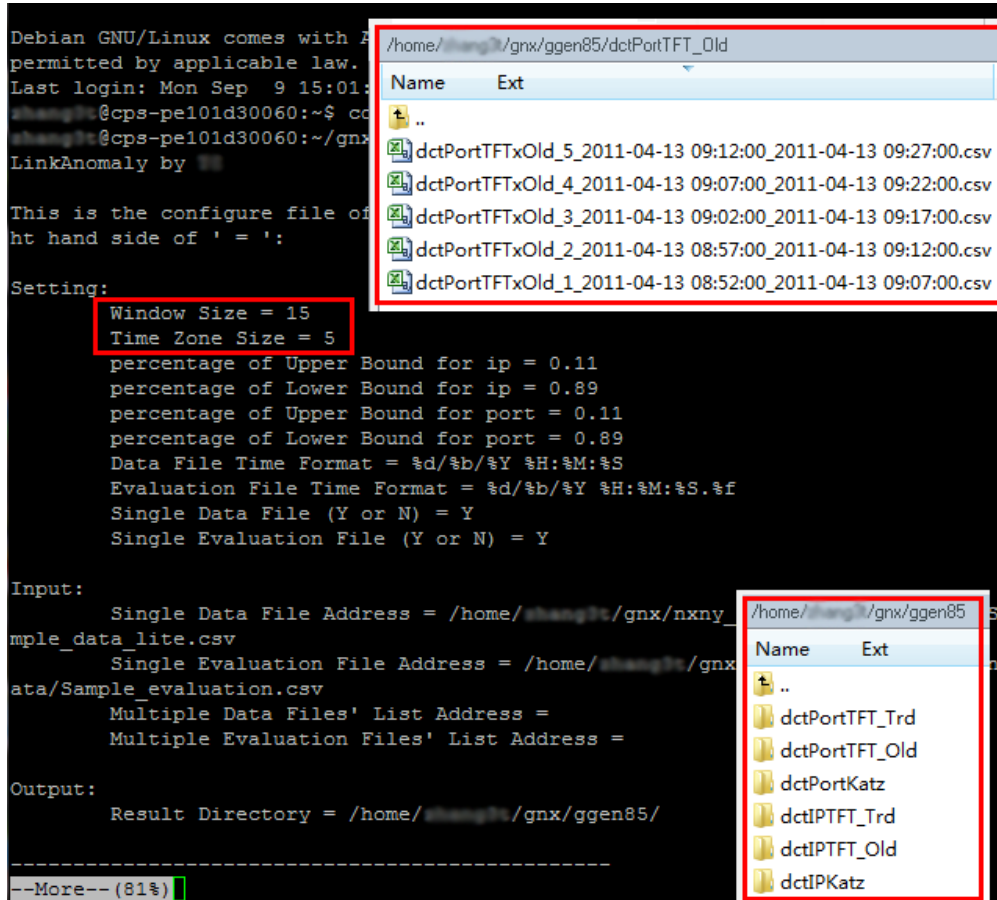 Debian GNU/Linux comes with A
permitted by applicable law.
Last login: Mon Sep  9 15:01:
@cps-pe101d30060:~$ cd
@cps-pe101d30060:~/gnx
LinkAnomaly by
This is the configure file of
ht hand side of ' = ':
Setting:
Window Size = 15
Time Zone Size = 5
percentage of Upper Bound for ip = 0.11
percentage of Lower Bound for ip = 0.89
percentage of Upper Bound for port = 0.11
percentage of Lower Bound for port = 0.89
Data File Time Format = %d/%b/%Y %H:%M:%S
Evaluation File Time Format = %d/%b/%Y %H:%M:%S.%f
Single Data File (Y or N) = Y
Single Evaluation File (Y or N) = Y
Input:
Single Data File Address = /home/ /gnx/nxny_ S
mple_data_lite.csv
Single Evaluation File Address = /home/ /gnx n
ata/Sample_evaluation.csv
Multiple Data Files' List Address =
Multiple Evaluation Files' List Address =
Output:
Result Directory = /home/ /gnx/ggen85/
--------------------------------------------------
--More--(81%)
/home/ /gnx/ggen85/dctPortTFT_Old
Name Ext
..
dctPortTFTxOld_5_2011-04-13 09:12:00_2011-04-13 09:27:00.csv
dctPortTFTxOld_4_2011-04-13 09:07:00_2011-04-13 09:22:00.csv
dctPortTFTxOld_3_2011-04-13 09:02:00_2011-04-13 09:17:00.csv
dctPortTFTxOld_2_2011-04-13 08:57:00_2011-04-13 09:12:00.csv
dctPortTFTxOld_1_2011-04-13 08:52:00_2011-04-13 09:07:00.csv
/home/ /gnx/ggen85
Name Ext
..
dctPortTFT_Trd
dctPortTFT_Old
dctPortKatz
dctIPTFT_Trd
dctIPTFT_Old
dctIPKatz